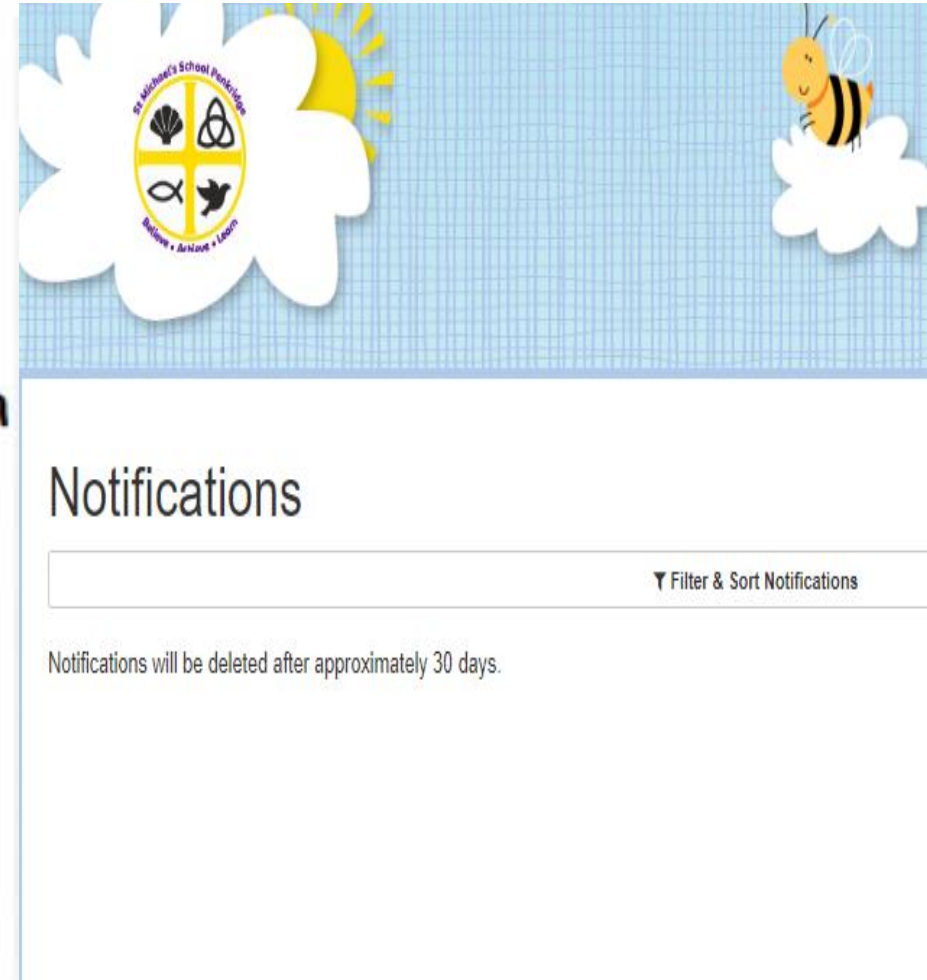 St Michael's School Penkridge
Believe • Achieve • Learn
Notifications
Filter & Sort Notifications
Notifications will be deleted after approximately 30 days.